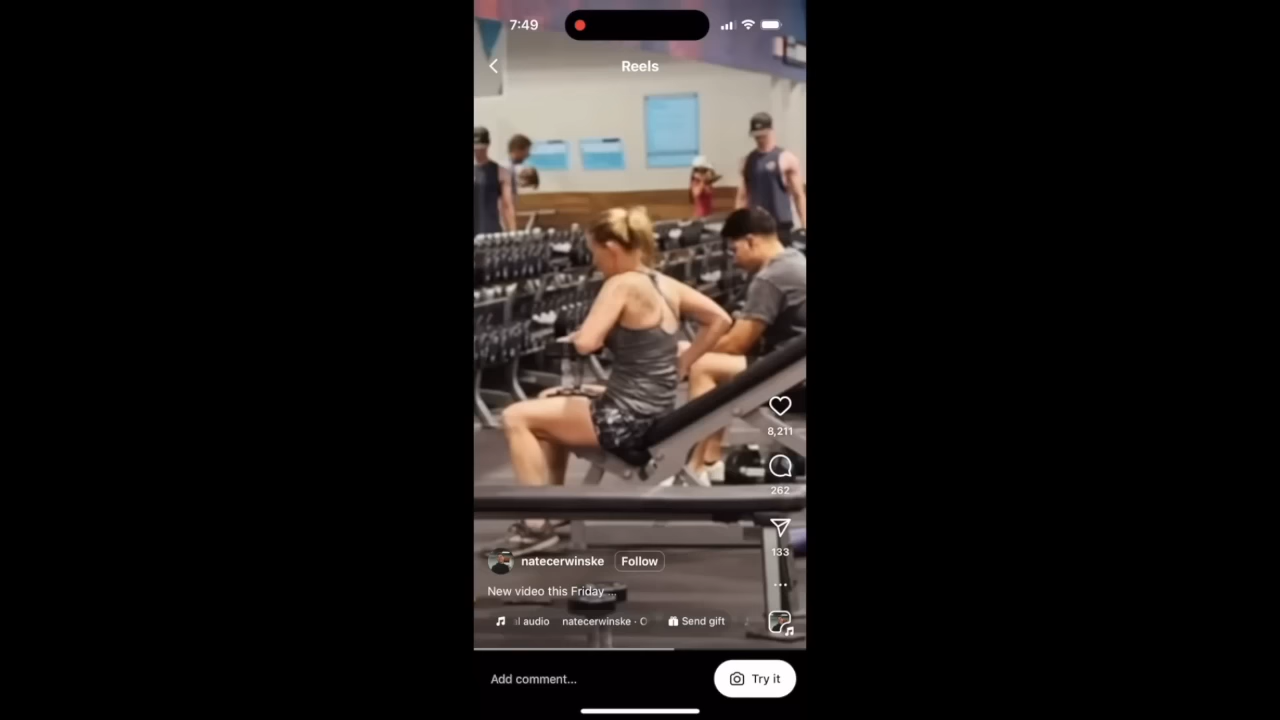 7:49
Reels
8,211
262
133
natecerwinske Follow
New video this Friday ...
l audio natecerwinske · O Send gift
Add comment... Try it